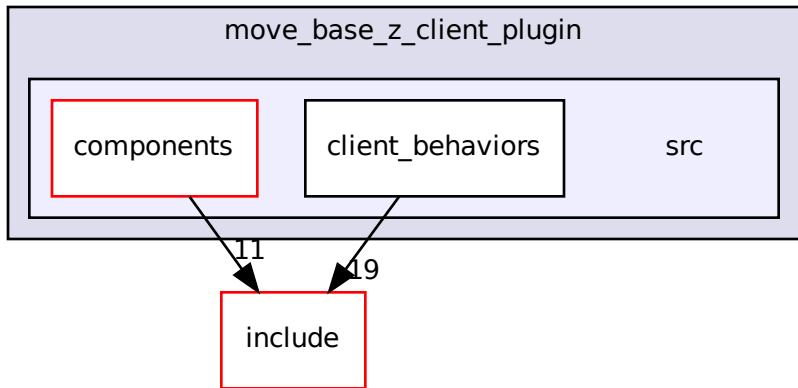 move_base_z_client_plugin
components
client_behaviors
src
11
19
include